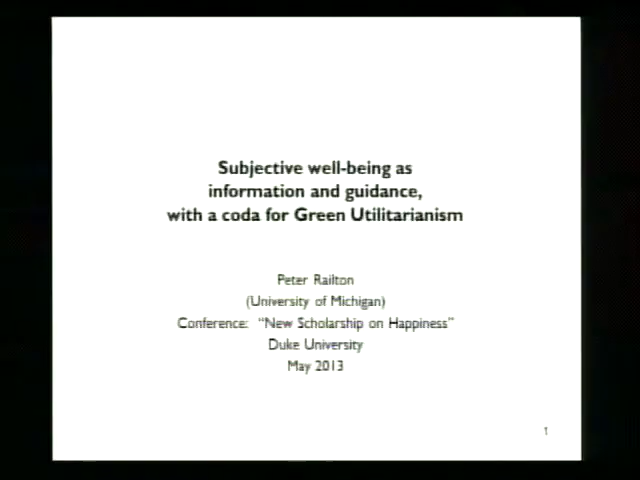 Subjective well-being as
information and guidance,
with a coda for Green Utilitarianism
Peter Railton
(University of Michigan)
Conference: "New Scholarship on Happiness"
Duke University
May 2013
1